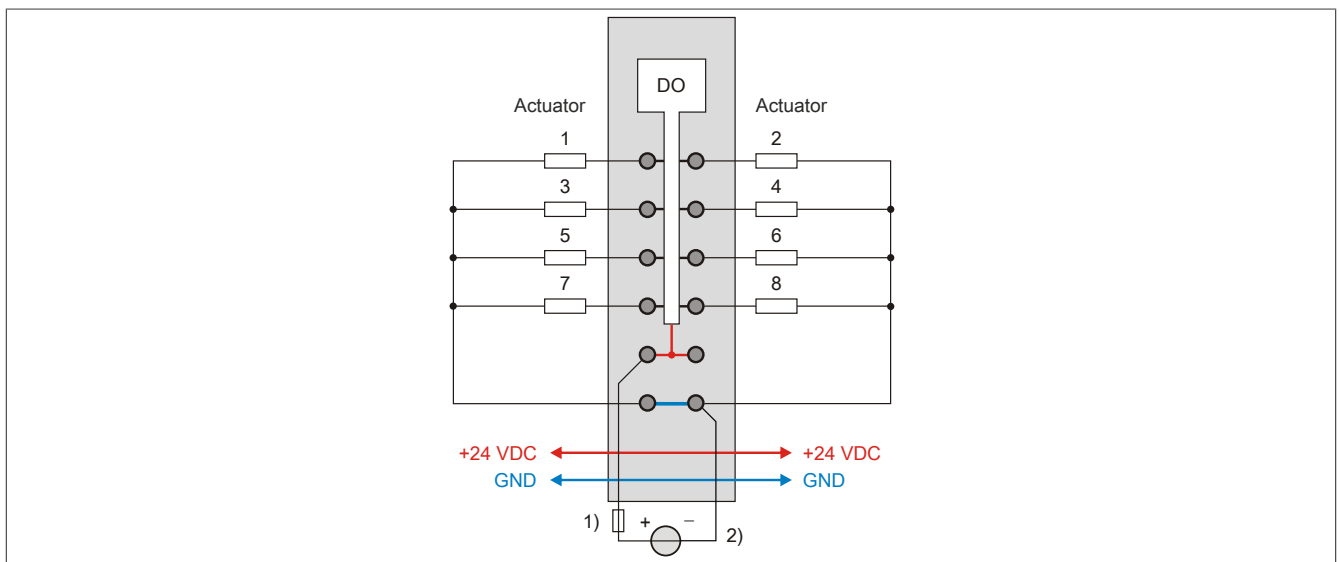 DO
Actuator Actuator
1 2
3 4
5 6
7 8
+24 VDC +24 VDC
GND GND
1) + − 2)